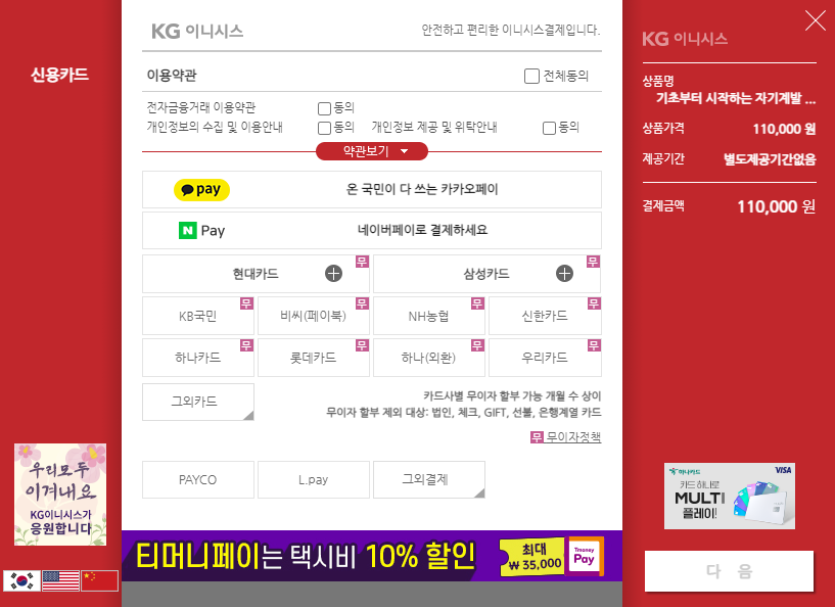 신용카드
KG 이니시스
안전하고 편리한 이니시스결제입니다.
이용약관
전체동의
전자금융거래 이용약관 동의
개인정보의 수집 및 이용안내 동의 개인정보 제공 및 위탁안내 동의
약관보기
pay 온 국민이 다 쓰는 카카오페이
N Pay 네이버페이로 결제하세요
현대카드 무 삼성카드 무
KB국민 무 비씨(페이북) 무 NH농협 무 신한카드 무
하나카드 무 롯데카드 무 하나(외환) 무 우리카드 무
그외카드
카드사별 무이자 할부 가능 개월 수 상이
무이자 할부 제외 대상: 법인, 체크, GIFT, 선불, 은행계열 카드
무 무이자정책
PAYCO L.pay 그외결제
티머니페이는 택시비 10% 할인
최대
₩ 35,000
Tmoney
Pay
우리모두
이겨내요
KG이니시스가
응원합니다
KG 이니시스
상품명
기초부터 시작하는 자기계발 ...
상품가격 110,000 원
제공기간 별도제공기간없음
결제금액 110,000 원
하나카드
VISA
카드 하나로
MULTI
플레이!
다 음